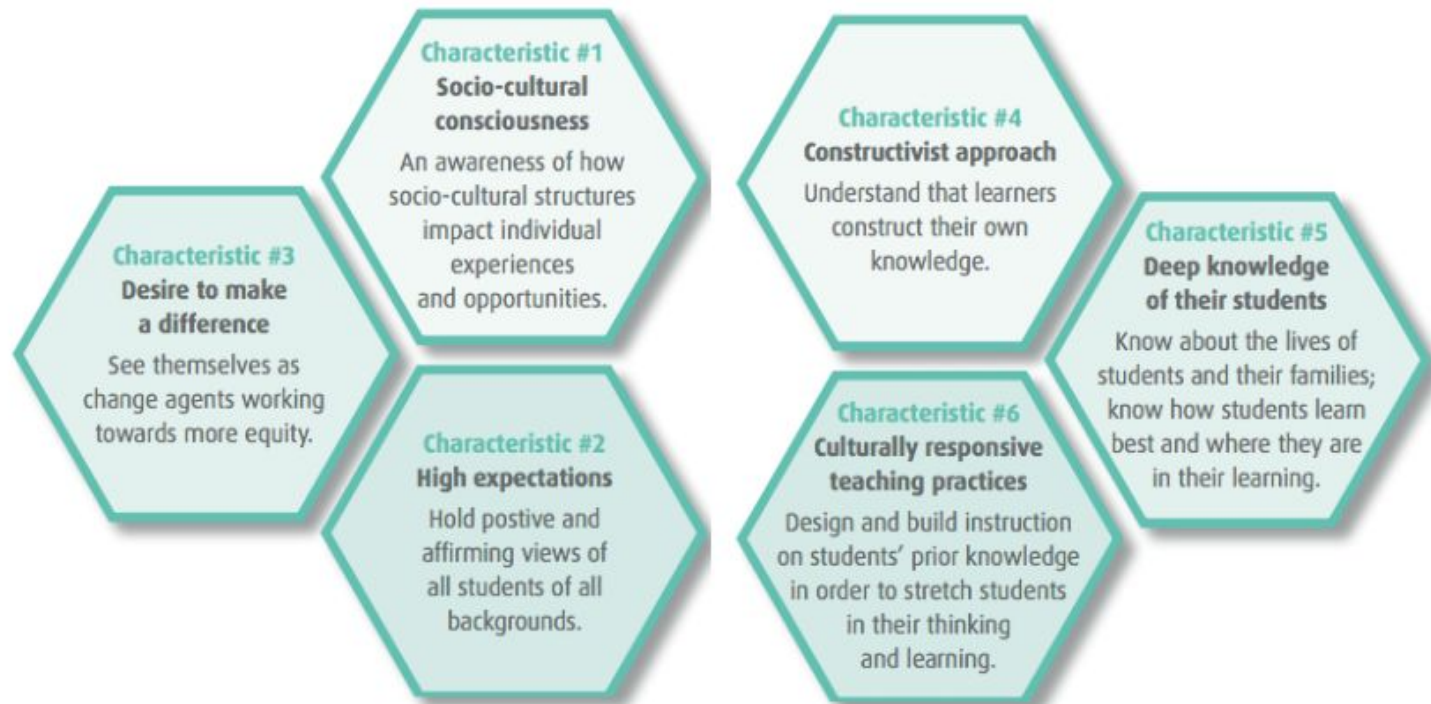 Characteristic #1
Socio-cultural
consciousness
An awareness of how
socio-cultural structures
impact individual
experiences
and opportunities.
Characteristic #3
Desire to make
a difference
See themselves as
change agents working
towards more equity.
Characteristic #2
High expectations
Hold postive and
affirming views of
all students of all
backgrounds.
Characteristic #4
Constructivist approach
Understand that learners
construct their own
knowledge.
Characteristic #5
Deep knowledge
of their students
Know about the lives of
students and their families;
know how students learn
best and where they are
in their learning.
Characteristic #6
Culturally responsive
teaching practices
Design and build instruction
on students’ prior knowledge
in order to stretch students
in their thinking
and learning.